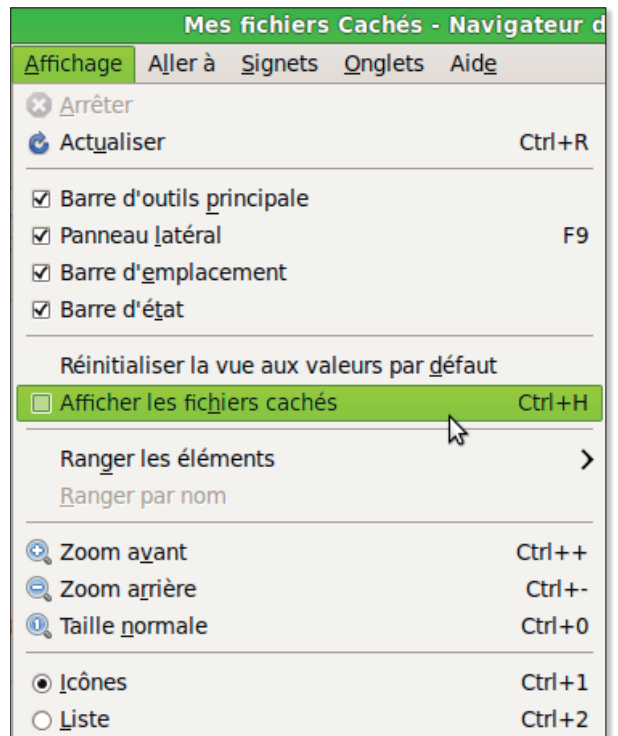 Mes fichiers Cachés - Navigateur d
Affichage Aller à Signets Onglets Aide
Arrêter
Actualiser Ctrl+R
Barre d'outils principale
Panneau latéral F9
Barre d'emplacement
Barre d'état
Réinitialiser la vue aux valeurs par défaut
Afficher les fichiers cachés Ctrl+H
Ranger les éléments
Ranger par nom
Zoom avant Ctrl++
Zoom arrière Ctrl+-
Taille normale Ctrl+0
Icônes Ctrl+1
Liste Ctrl+2